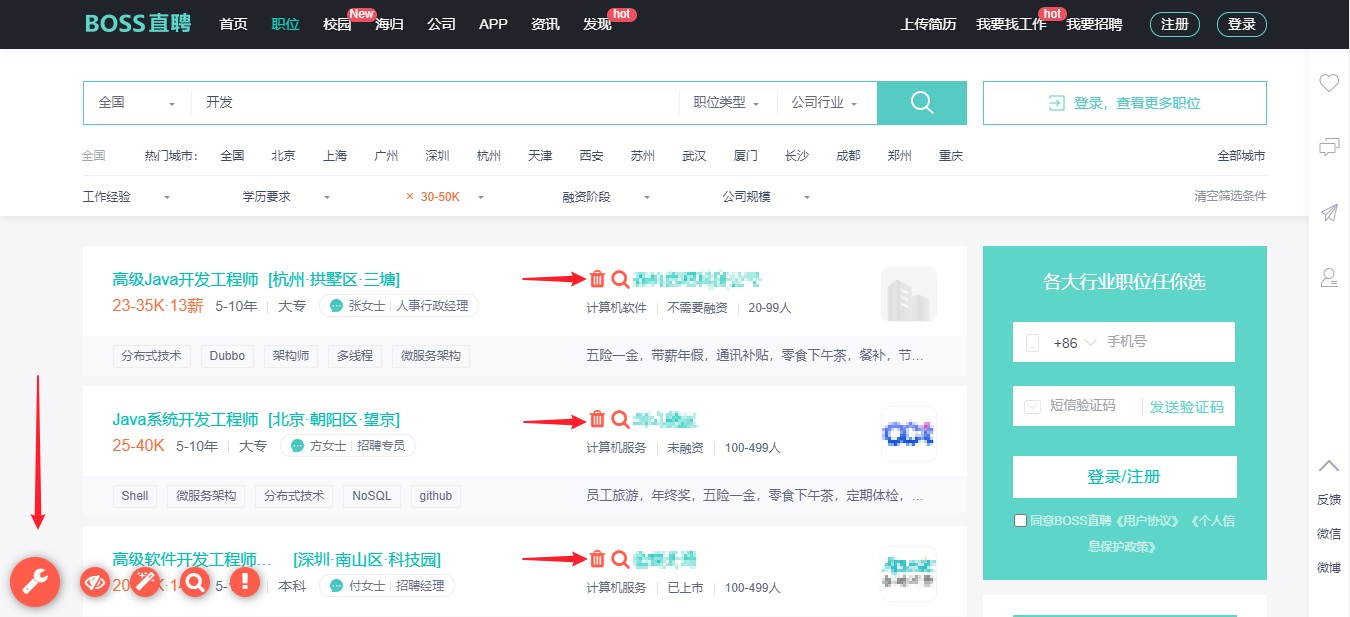 BOSS直聘 首页 职位 校园 New 海归 公司 APP 资讯 发现 hot 上传简历 我要找工作 hot 我要招聘 注册 登录
全国 开发 职位类型 公司行业 登录，查看更多职位
全国 热门城市： 全国 北京 上海 广州 深圳 杭州 天津 西安 苏州 武汉 厦门 长沙 成都 郑州 重庆 全部城市
工作经验 学历要求 × 30-50K 融资阶段 公司规模 清空筛选条件
高级Java开发工程师 [杭州·拱墅区·三塘]
23-35K·13薪 5-10年 大专 张女士 人事行政经理
计算机软件 不需要融资 20-99人
分布式技术 Dubbo 架构师 多线程 微服务架构
五险一金，带薪年假，通讯补贴，零食下午茶，餐补，节…
Java系统开发工程师 [北京·朝阳区·望京]
25-40K 5-10年 大专 方女士 招聘专员
计算机服务 未融资 100-499人
Shell 微服务架构 分布式技术 NoSQL github
员工旅游，年终奖，五险一金，零食下午茶，定期体检，…
高级软件开发工程师… [深圳·南山区·科技园]
本科 付女士 招聘经理
计算机服务 已上市 100-499人
各大行业职位任你选
+86 手机号
短信验证码 发送验证码
登录/注册
同意BOSS直聘《用户协议》《个人信
息保护政策》
反馈
微信
微博